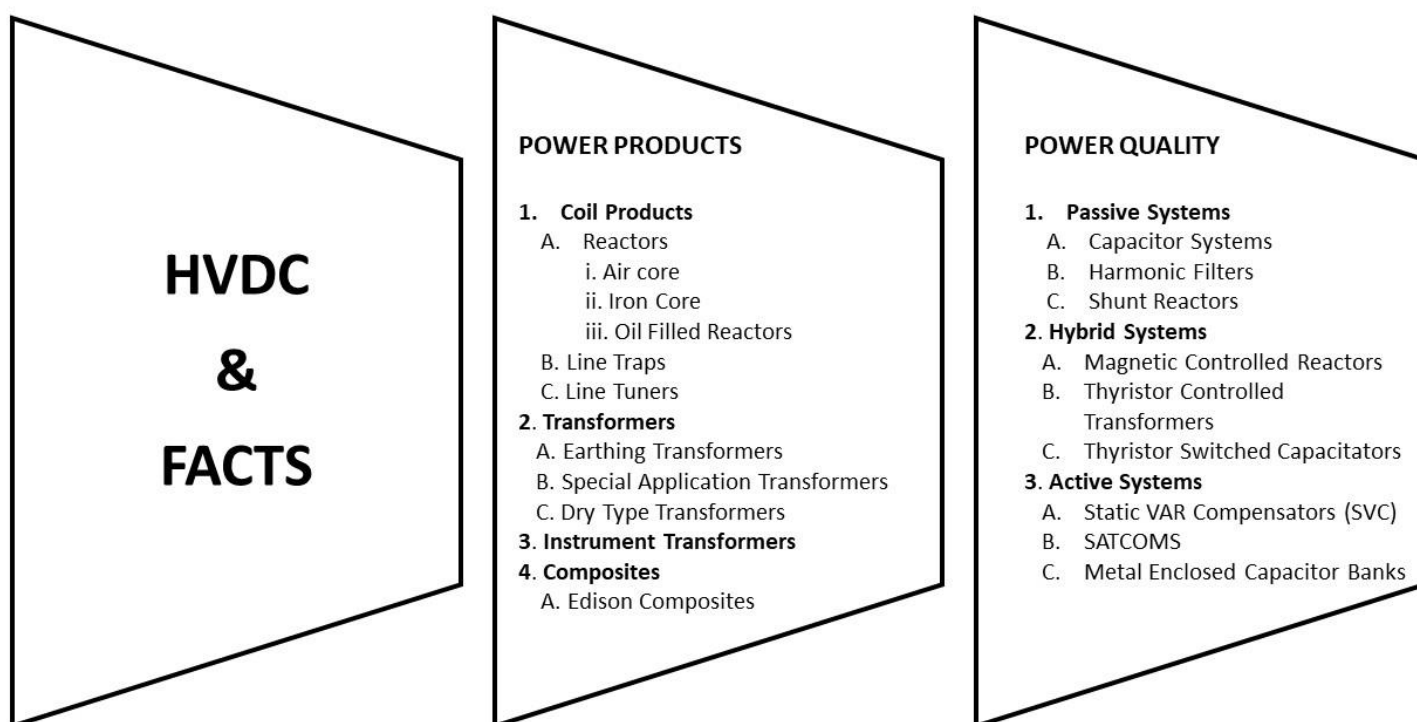 HVDC
&
FACTS
POWER PRODUCTS
1. Coil Products
A. Reactors
i. Air core
ii. Iron Core
iii. Oil Filled Reactors
B. Line Traps
C. Line Tuners
2. Transformers
A. Earthing Transformers
B. Special Application Transformers
C. Dry Type Transformers
3. Instrument Transformers
4. Composites
A. Edison Composites
POWER QUALITY
1. Passive Systems
A. Capacitor Systems
B. Harmonic Filters
C. Shunt Reactors
2. Hybrid Systems
A. Magnetic Controlled Reactors
B. Thyristor Controlled
Transformers
C. Thyristor Switched Capacitators
3. Active Systems
A. Static VAR Compensators (SVC)
B. SATCOMS
C. Metal Enclosed Capacitor Banks